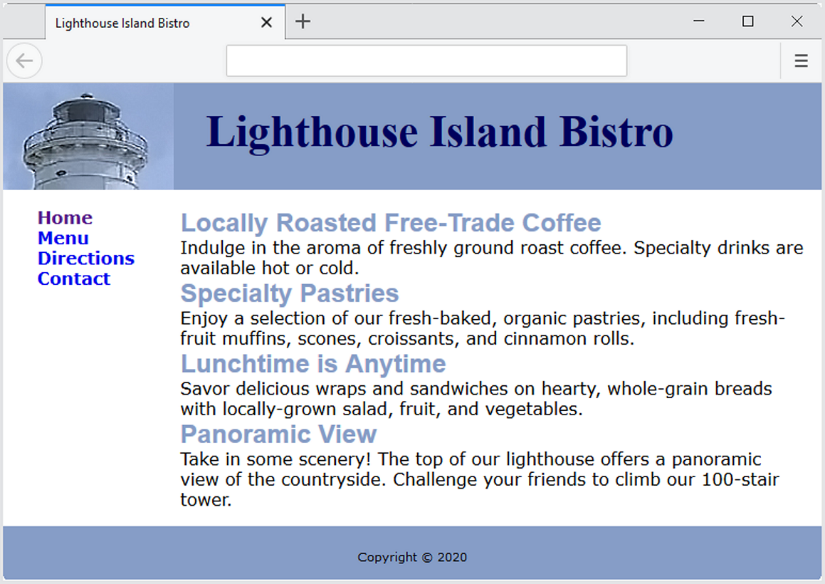 Lighthouse Island Bistro
Lighthouse Island Bistro
Home
Menu
Directions
Contact
Locally Roasted Free-Trade Coffee
Indulge in the aroma of freshly ground roast coffee. Specialty drinks are
available hot or cold.
Specialty Pastries
Enjoy a selection of our fresh-baked, organic pastries, including fresh-
fruit muffins, scones, croissants, and cinnamon rolls.
Lunchtime is Anytime
Savor delicious wraps and sandwiches on hearty, whole-grain breads
with locally-grown salad, fruit, and vegetables.
Panoramic View
Take in some scenery! The top of our lighthouse offers a panoramic
view of the countryside. Challenge your friends to climb our 100-stair
tower.
Copyright © 2020